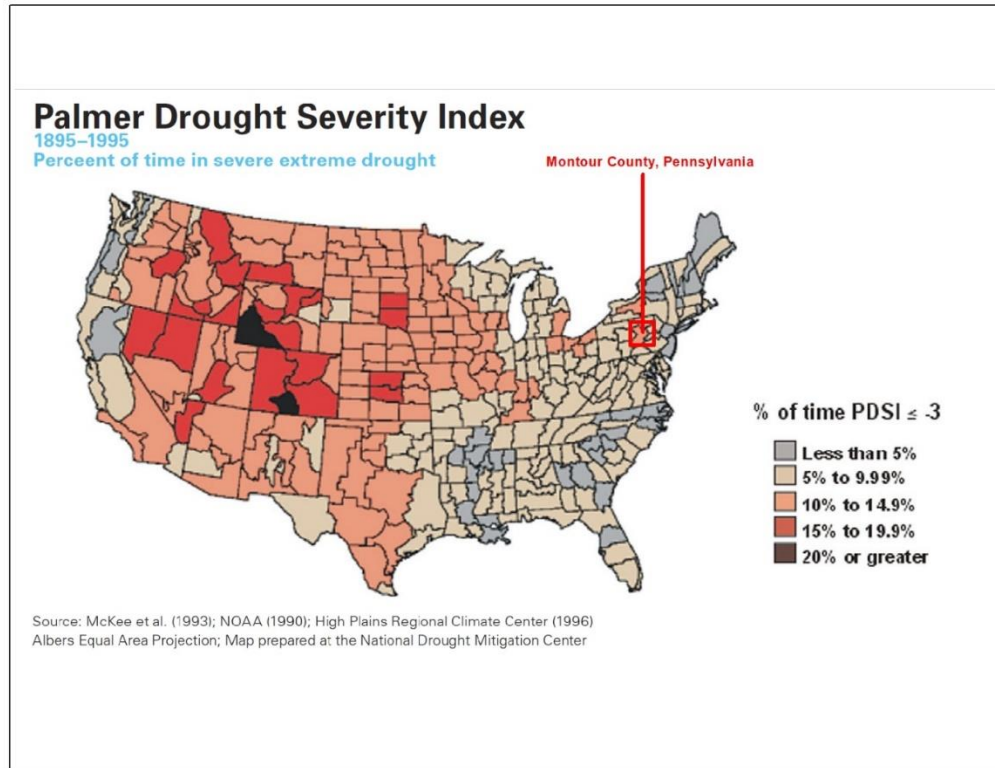 Palmer Drought Severity Index
1895–1995
Perceent of time in severe extreme drought
Montour County, Pennsylvania
% of time PDSI ≤ -3
Less than 5%
5% to 9.99%
10% to 14.9%
15% to 19.9%
20% or greater
Source: McKee et al. (1993); NOAA (1990); High Plains Regional Climate Center (1996)
Albers Equal Area Projection; Map prepared at the National Drought Mitigation Center